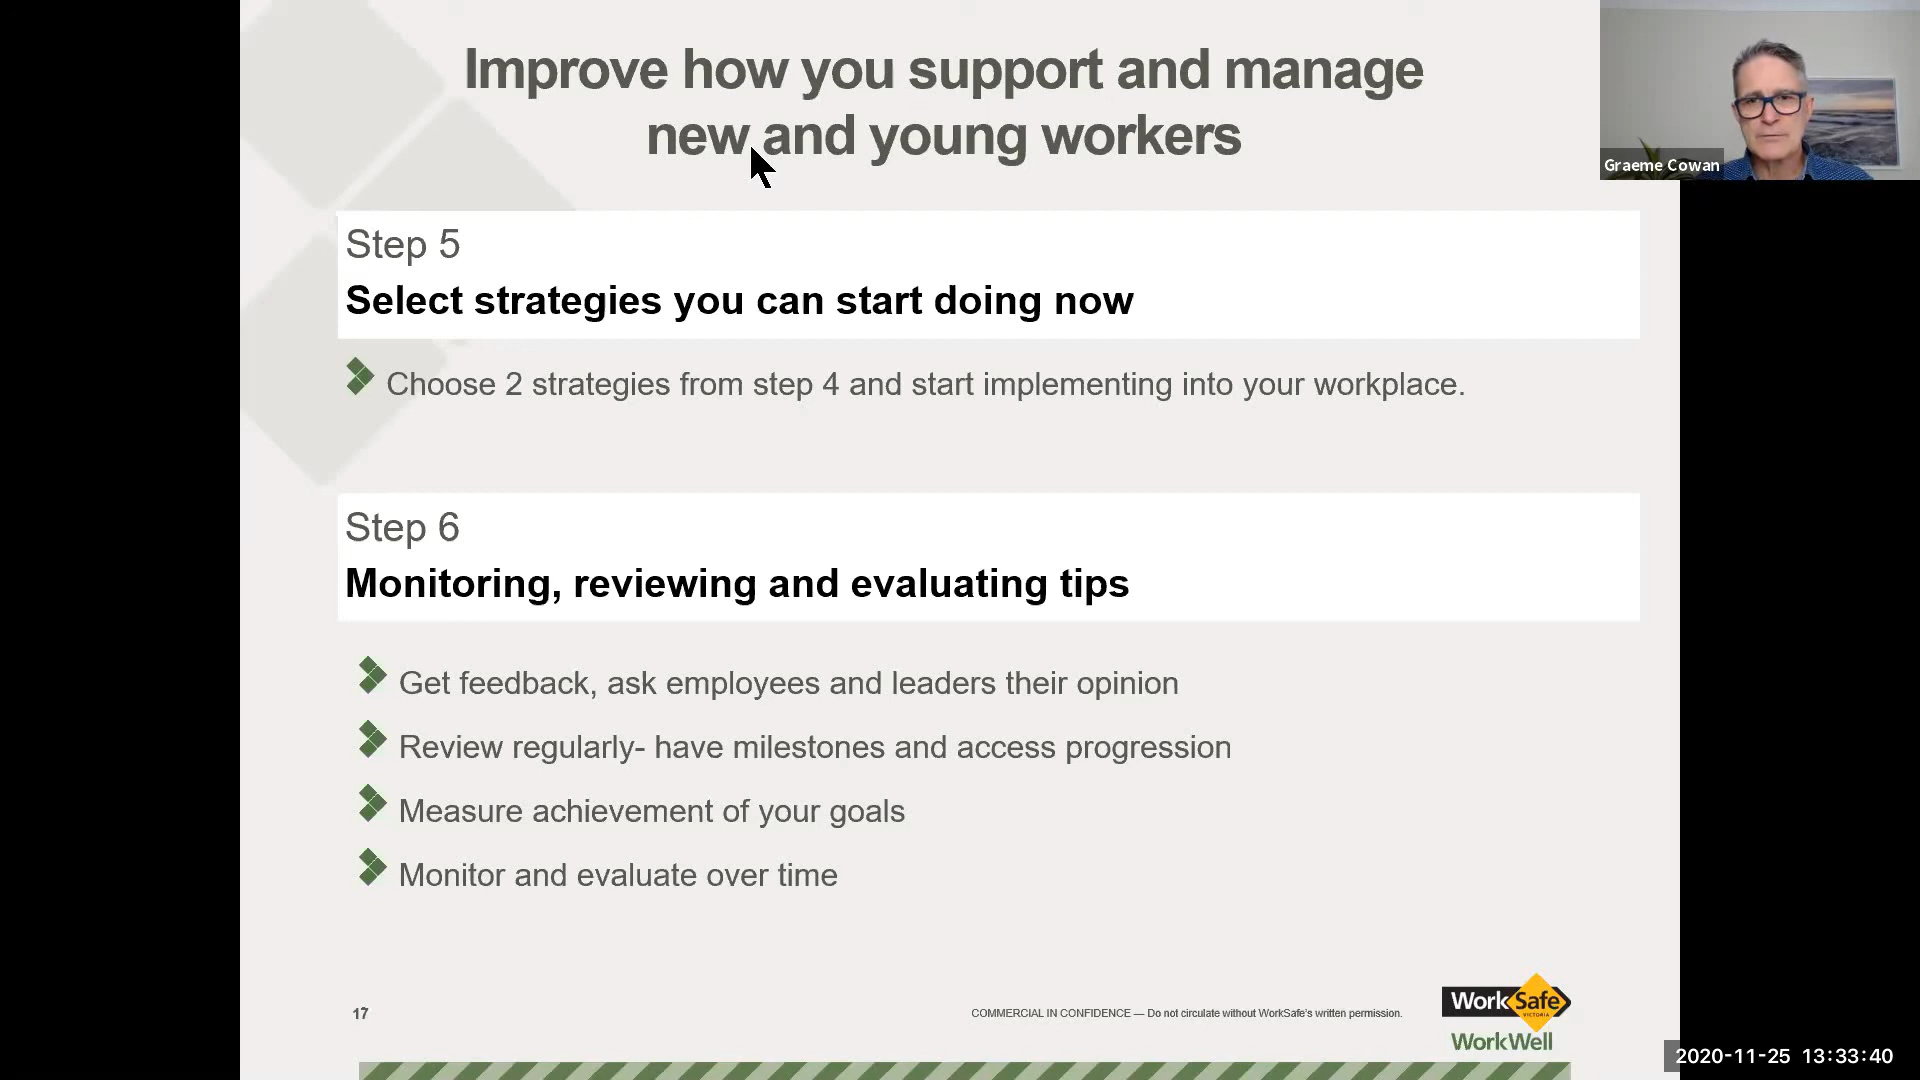 Improve how you support and manage
new and young workers
Graeme Cowan
Step 5
Select strategies you can start doing now
Choose 2 strategies from step 4 and start implementing into your workplace.
Step 6
Monitoring, reviewing and evaluating tips
Get feedback, ask employees and leaders their opinion
Review regularly- have milestones and access progression
Measure achievement of your goals
Monitor and evaluate over time
17
COMMERCIAL IN CONFIDENCE — Do not circulate without WorkSafe's written permission.
WorkSafe
VICTORIA
WorkWell
2020-11-25 13:33:40